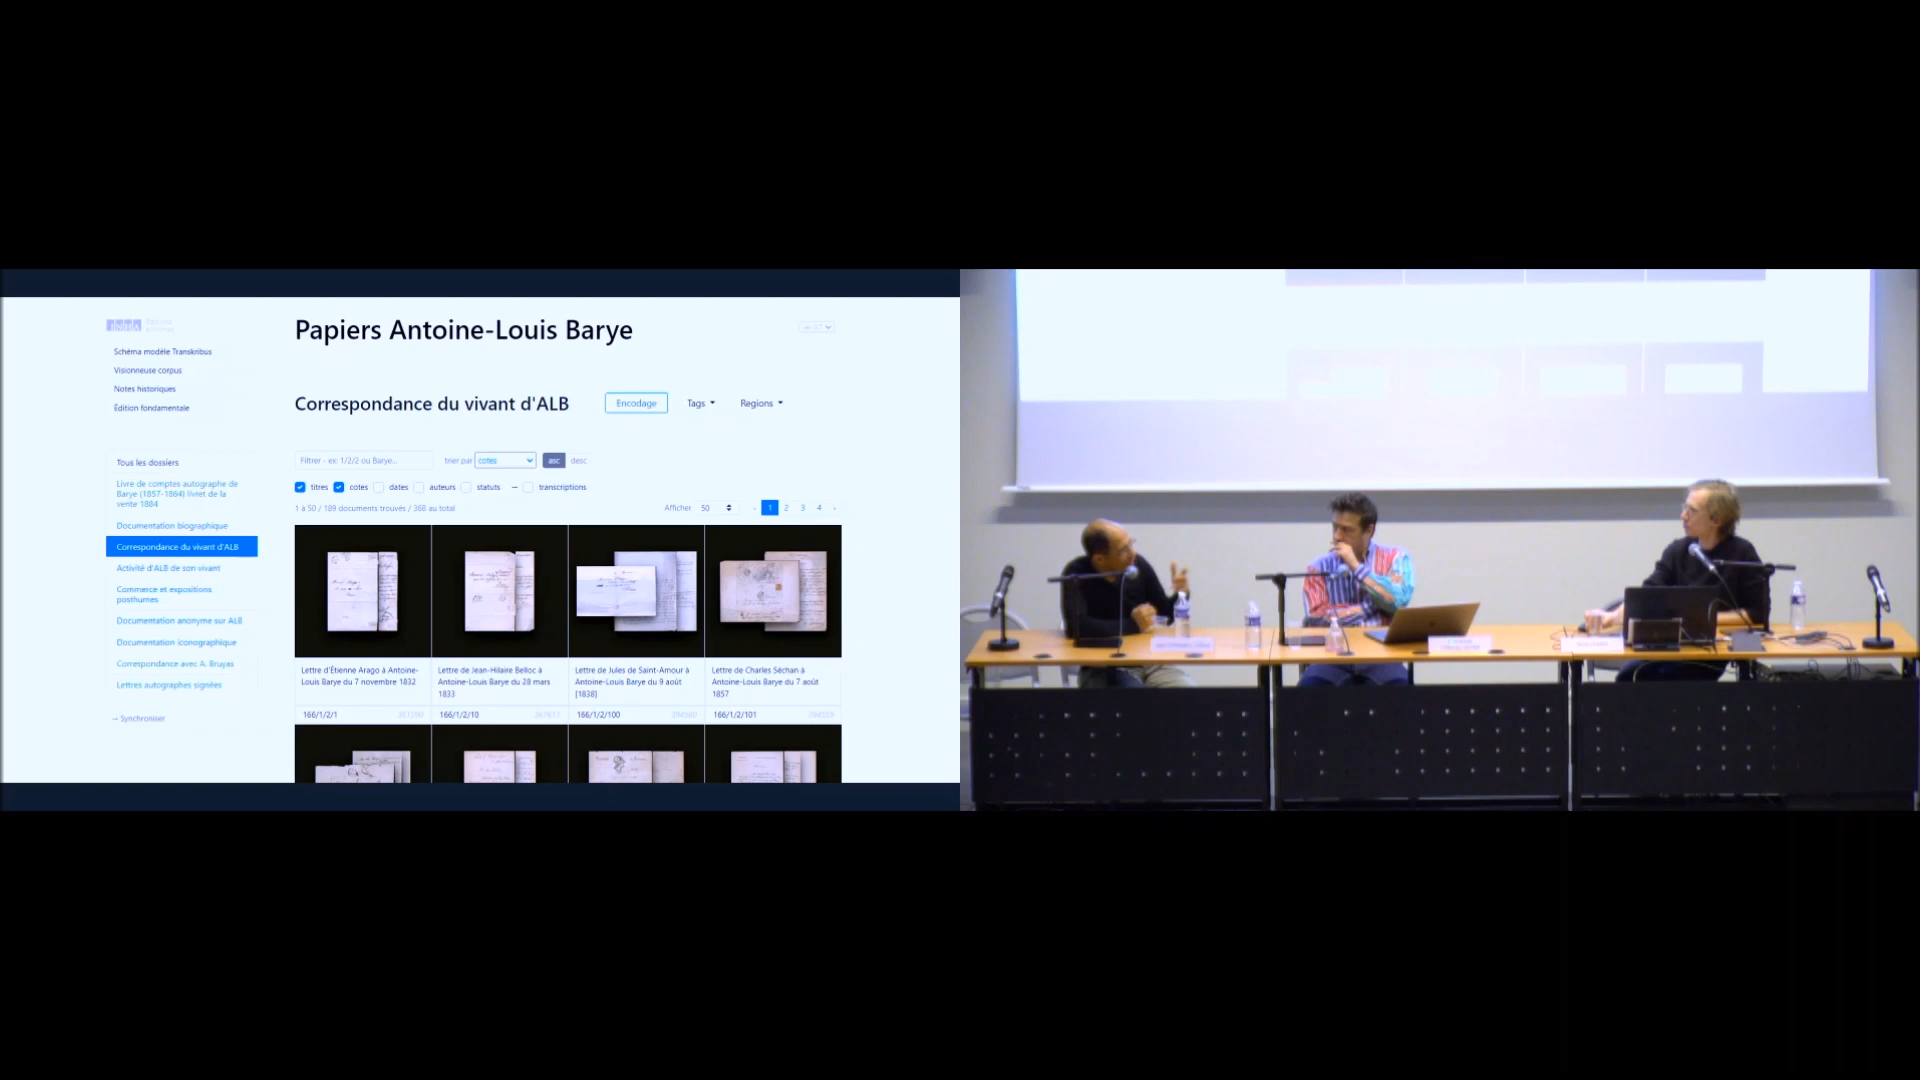 Papiers Antoine-Louis Barye
Schéma modèle Transkribus
Visionneuse corpus
Notes historiques
Édition fondamentale
Correspondance du vivant d'ALB
Encodage
Tags
Regions
Filtrer - ex: 1/2/2 ou Barye...
trier par
cotes
asc
desc
titres
cotes
dates
auteurs
statuts
—
transcriptions
1 à 50 / 189 documents trouvés / 368 au total
Afficher
50
1
2
3
4
Tous les dossiers
Livre de comptes autographe de
Barye (1857-1864) livret de la
vente 1884
Documentation biographique
Correspondance du vivant d'ALB
Activité d'ALB de son vivant
Commerce et expositions
posthumes
Documentation anonyme sur ALB
Documentation iconographique
Correspondance avec A. Bruyas
Lettres autographes signées
→ Synchroniser
Lettre d'Étienne Arago à Antoine-
Louis Barye du 7 novembre 1832
166/1/2/1
Lettre de Jean-Hilaire Belloc à
Antoine-Louis Barye du 28 mars
1833
166/1/2/10
Lettre de Jules de Saint-Amour à
Antoine-Louis Barye du 9 août
[1838]
166/1/2/100
Lettre de Charles Séchan à
Antoine-Louis Barye du 7 août
1857
166/1/2/101